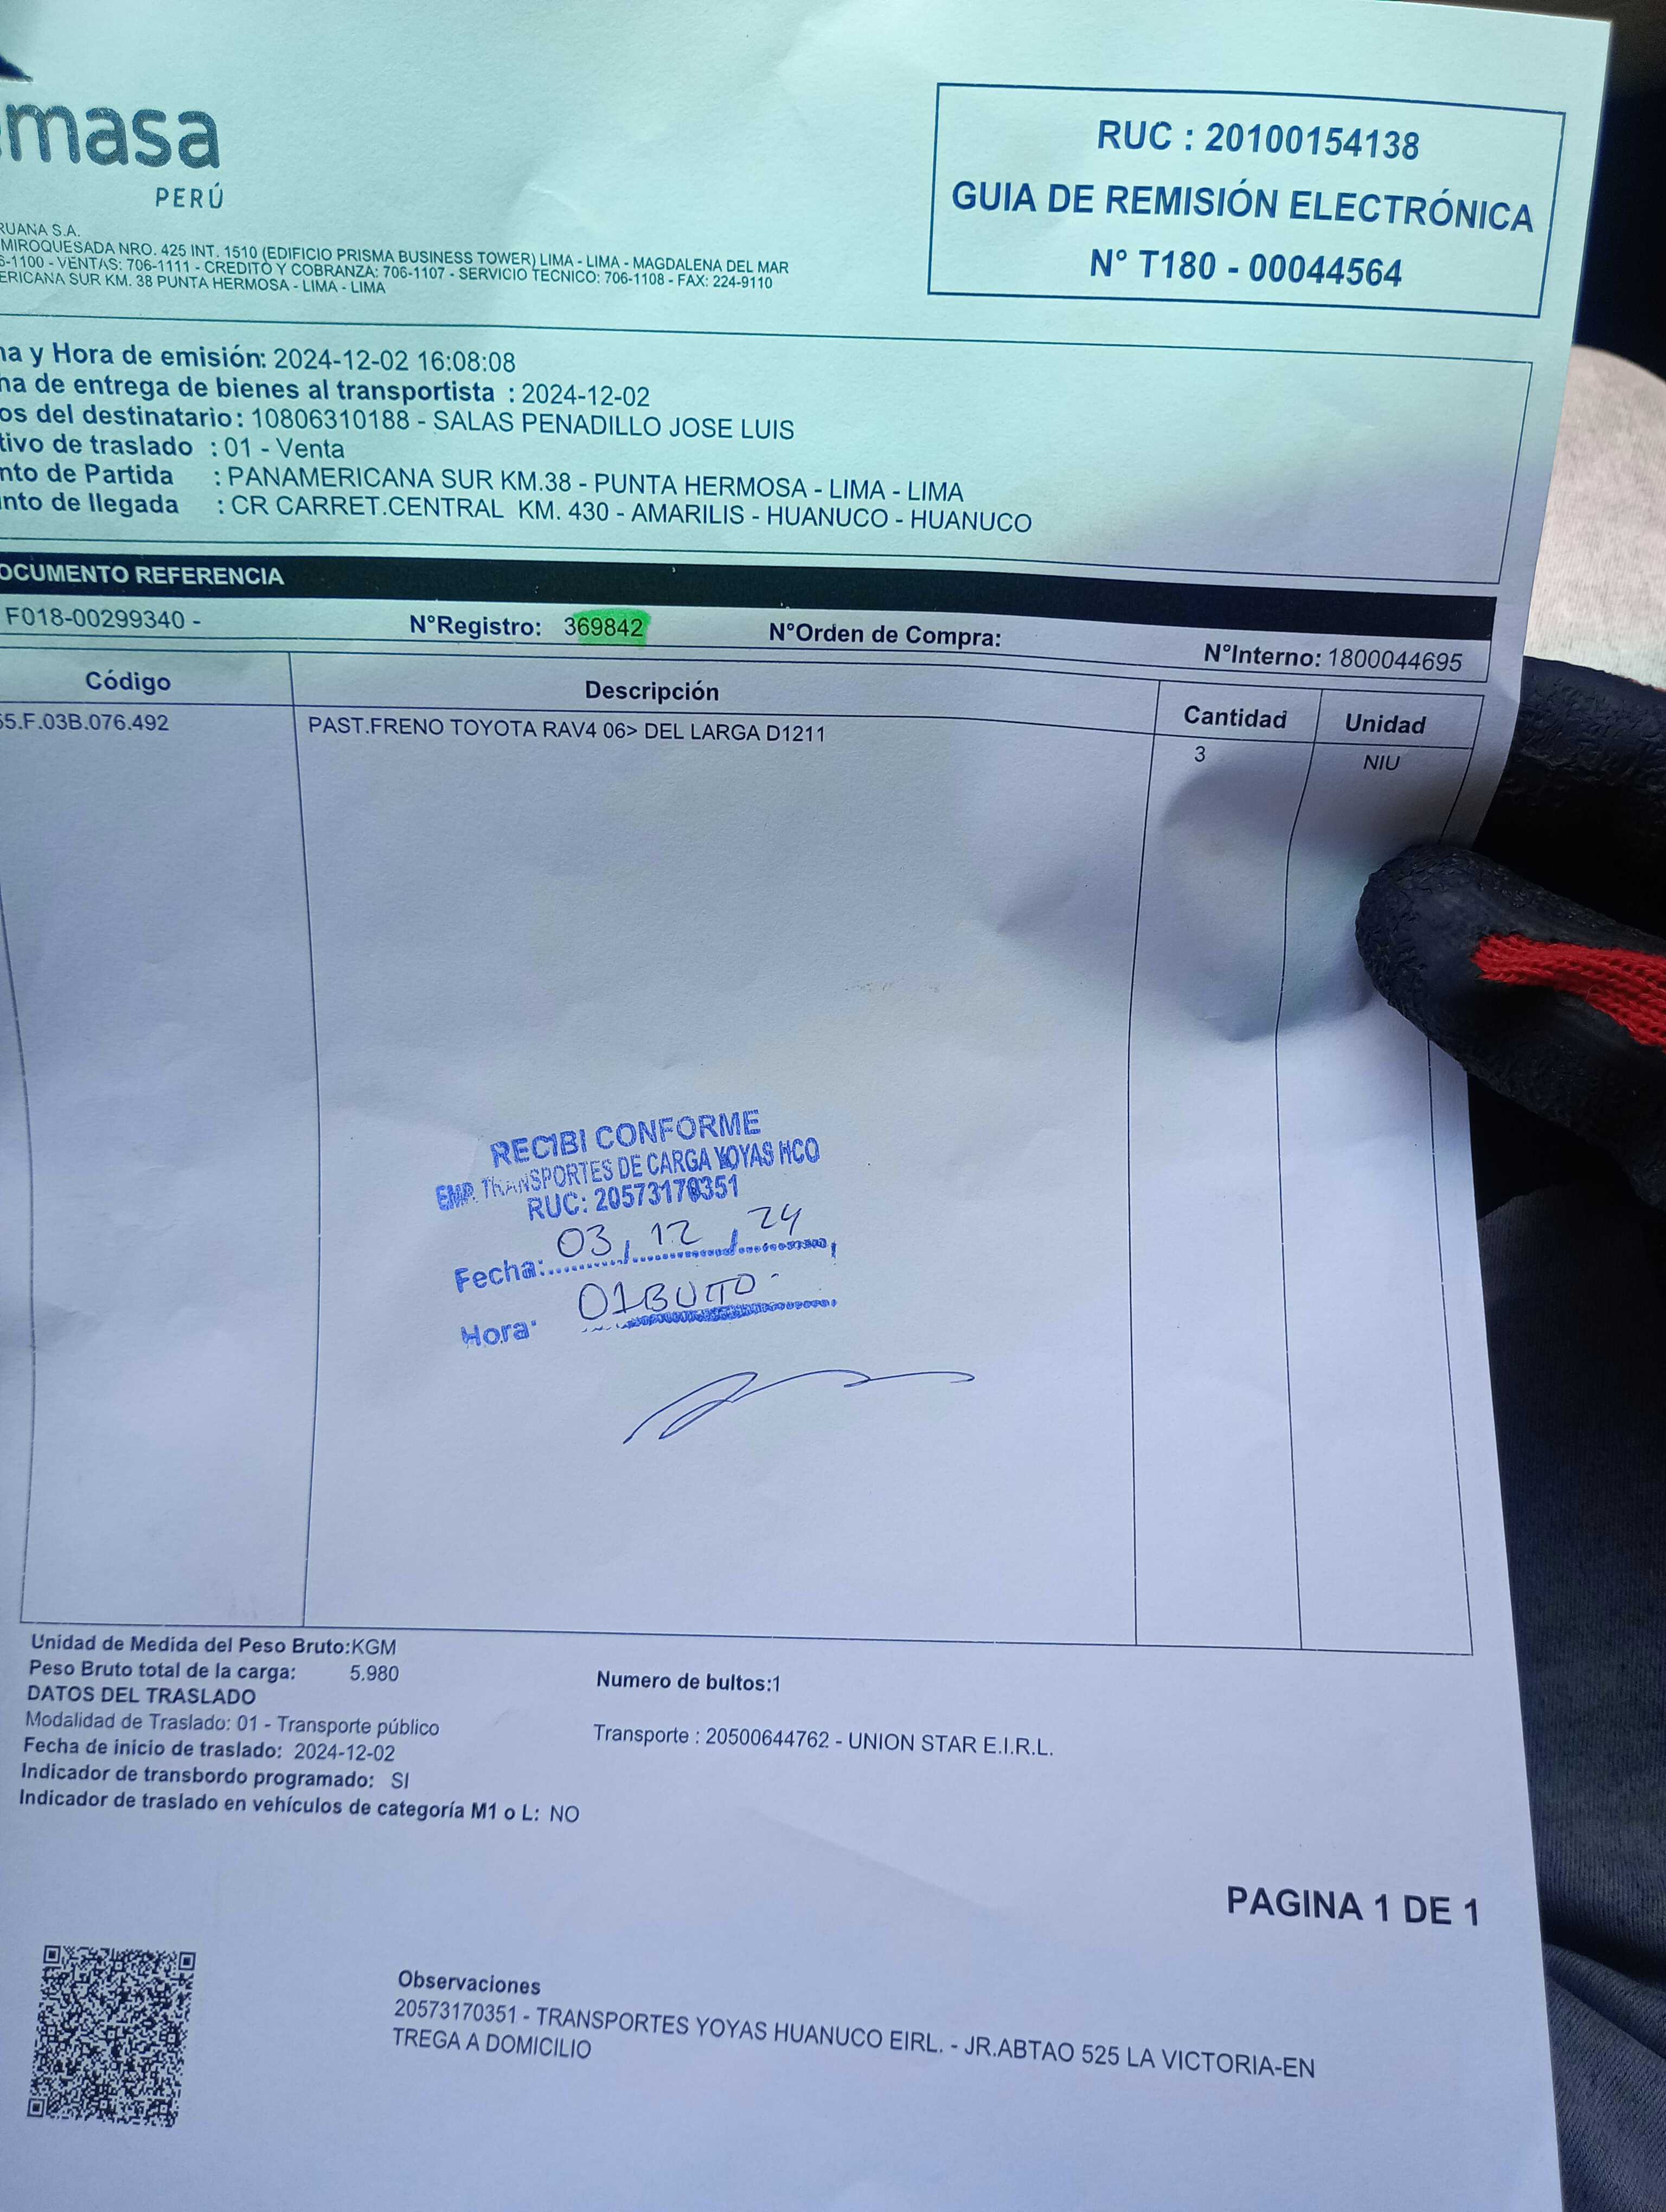 masa
PERÚ
RUC : 20100154138
GUIA DE REMISIÓN ELECTRÓNICA
N° T180 - 00044564
RUANA S.A.
MIROQUESADA NRO. 425 INT. 1510 (EDIFICIO PRISMA BUSINESS TOWER) LIMA - LIMA - MAGDALENA DEL MAR
6-1100 - VENTAS: 706-1111 - CREDITO Y COBRANZA: 706-1107 - SERVICIO TECNICO: 706-1108 - FAX: 224-9110
ERICANA SUR KM. 38 PUNTA HERMOSA - LIMA - LIMA
na y Hora de emisión: 2024-12-02 16:08:08
na de entrega de bienes al transportista : 2024-12-02
os del destinatario: 10806310188 - SALAS PENADILLO JOSE LUIS
tivo de traslado : 01 - Venta
nto de Partida : PANAMERICANA SUR KM.38 - PUNTA HERMOSA - LIMA - LIMA
nto de llegada : CR CARRET.CENTRAL KM. 430 - AMARILIS - HUANUCO - HUANUCO
OCUMENTO REFERENCIA
F018-00299340 - N°Registro: 369842 N°Orden de Compra: N°Interno: 1800044695
Código Descripción Cantidad Unidad
55.F.03B.076.492 PAST.FRENO TOYOTA RAV4 06> DEL LARGA D1211 3 NIU
RECIBI CONFORME
EMP. TRANSPORTES DE CARGA YOYAS HCO
RUC: 20573170351
Fecha: 03 / 12 / 24
01 BULTO.
Hora:
Unidad de Medida del Peso Bruto:KGM
Peso Bruto total de la carga: 5.980 Numero de bultos:1
DATOS DEL TRASLADO
Modalidad de Traslado: 01 - Transporte público Transporte : 20500644762 - UNION STAR E.I.R.L.
Fecha de inicio de traslado: 2024-12-02
Indicador de transbordo programado: SI
Indicador de traslado en vehículos de categoría M1 o L: NO
PAGINA 1 DE 1
Observaciones
20573170351 - TRANSPORTES YOYAS HUANUCO EIRL. - JR.ABTAO 525 LA VICTORIA-EN
TREGA A DOMICILIO